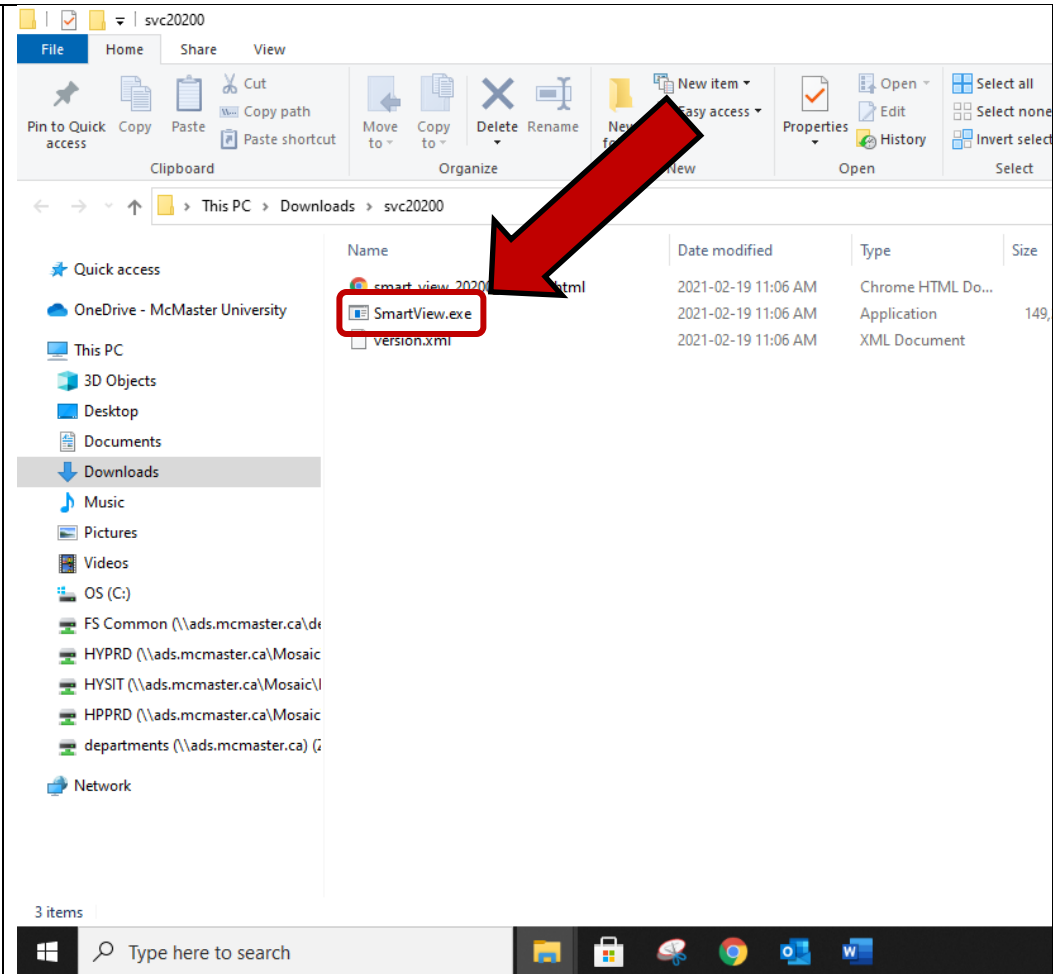 svc20200
File Home Share View
Pin to Quick access
Copy
Paste
Cut
Copy path
Paste shortcut
Clipboard
Move to
Copy to
Delete
Rename
Organize
New item
Easy access
New
Properties
Open
Edit
History
Open
Select all
Select none
Invert select
Select
This PC > Downloads > svc20200
Name Date modified Type Size
2021-02-19 11:06 AM Chrome HTML Do...
SmartView.exe 2021-02-19 11:06 AM Application 149,
version.xml 2021-02-19 11:06 AM XML Document
Quick access
OneDrive - McMaster University
This PC
3D Objects
Desktop
Documents
Downloads
Music
Pictures
Videos
OS (C:)
FS Common (\\ads.mcmaster.ca\de
HYPRD (\\ads.mcmaster.ca\Mosaic
HYSIT (\\ads.mcmaster.ca\Mosaic\
HPPRD (\\ads.mcmaster.ca\Mosaic
departments (\\ads.mcmaster.ca) (Z
Network
3 items
Type here to search